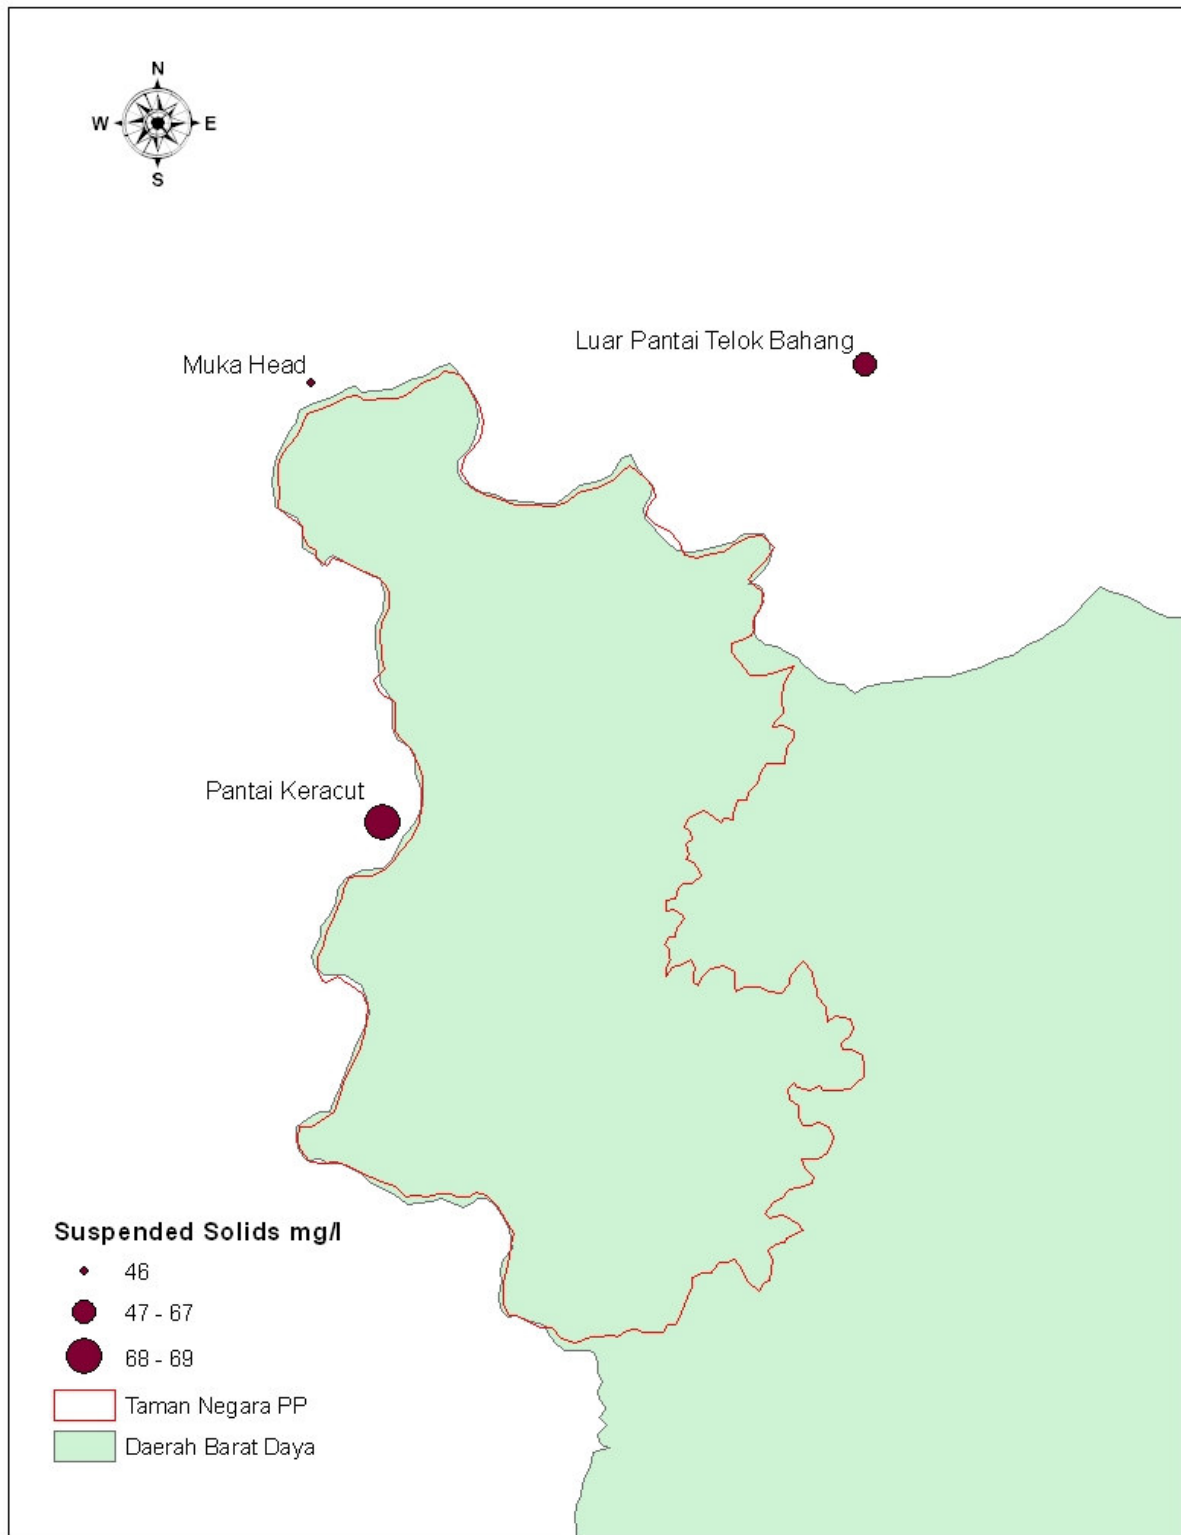 N
W E
S
Luar Pantai Telok Bahang
Muka Head
Pantai Keracut
Suspended Solids mg/l
46
47 - 67
68 - 69
Taman Negara PP
Daerah Barat Daya